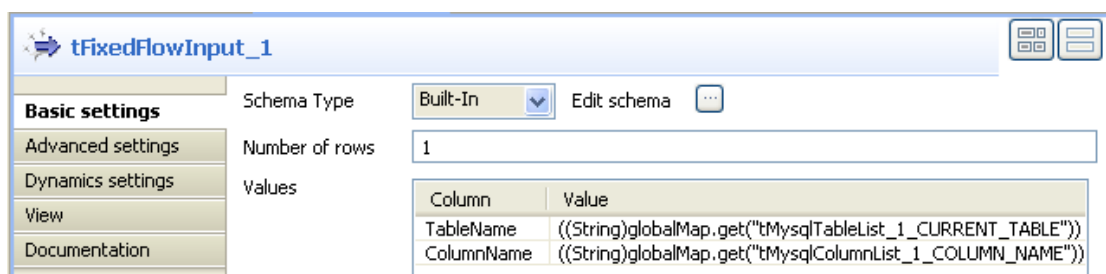 tFixedFlowInput_1
Basic settings
Advanced settings
Dynamics settings
View
Documentation
Schema Type Built-In Edit schema ...
Number of rows 1
Values
Column Value
TableName ((String)globalMap.get("tMysqlTableList_1_CURRENT_TABLE"))
ColumnName ((String)globalMap.get("tMysqlColumnList_1_COLUMN_NAME"))